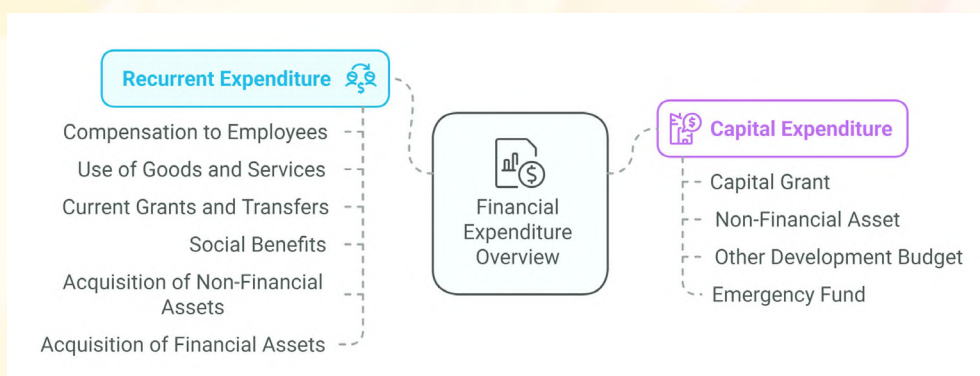 Recurrent Expenditure
Compensation to Employees
Use of Goods and Services
Current Grants and Transfers
Social Benefits
Acquisition of Non-Financial
Assets
Acquisition of Financial Assets
Financial
Expenditure
Overview
Capital Expenditure
Capital Grant
Non-Financial Asset
Other Development Budget
Emergency Fund